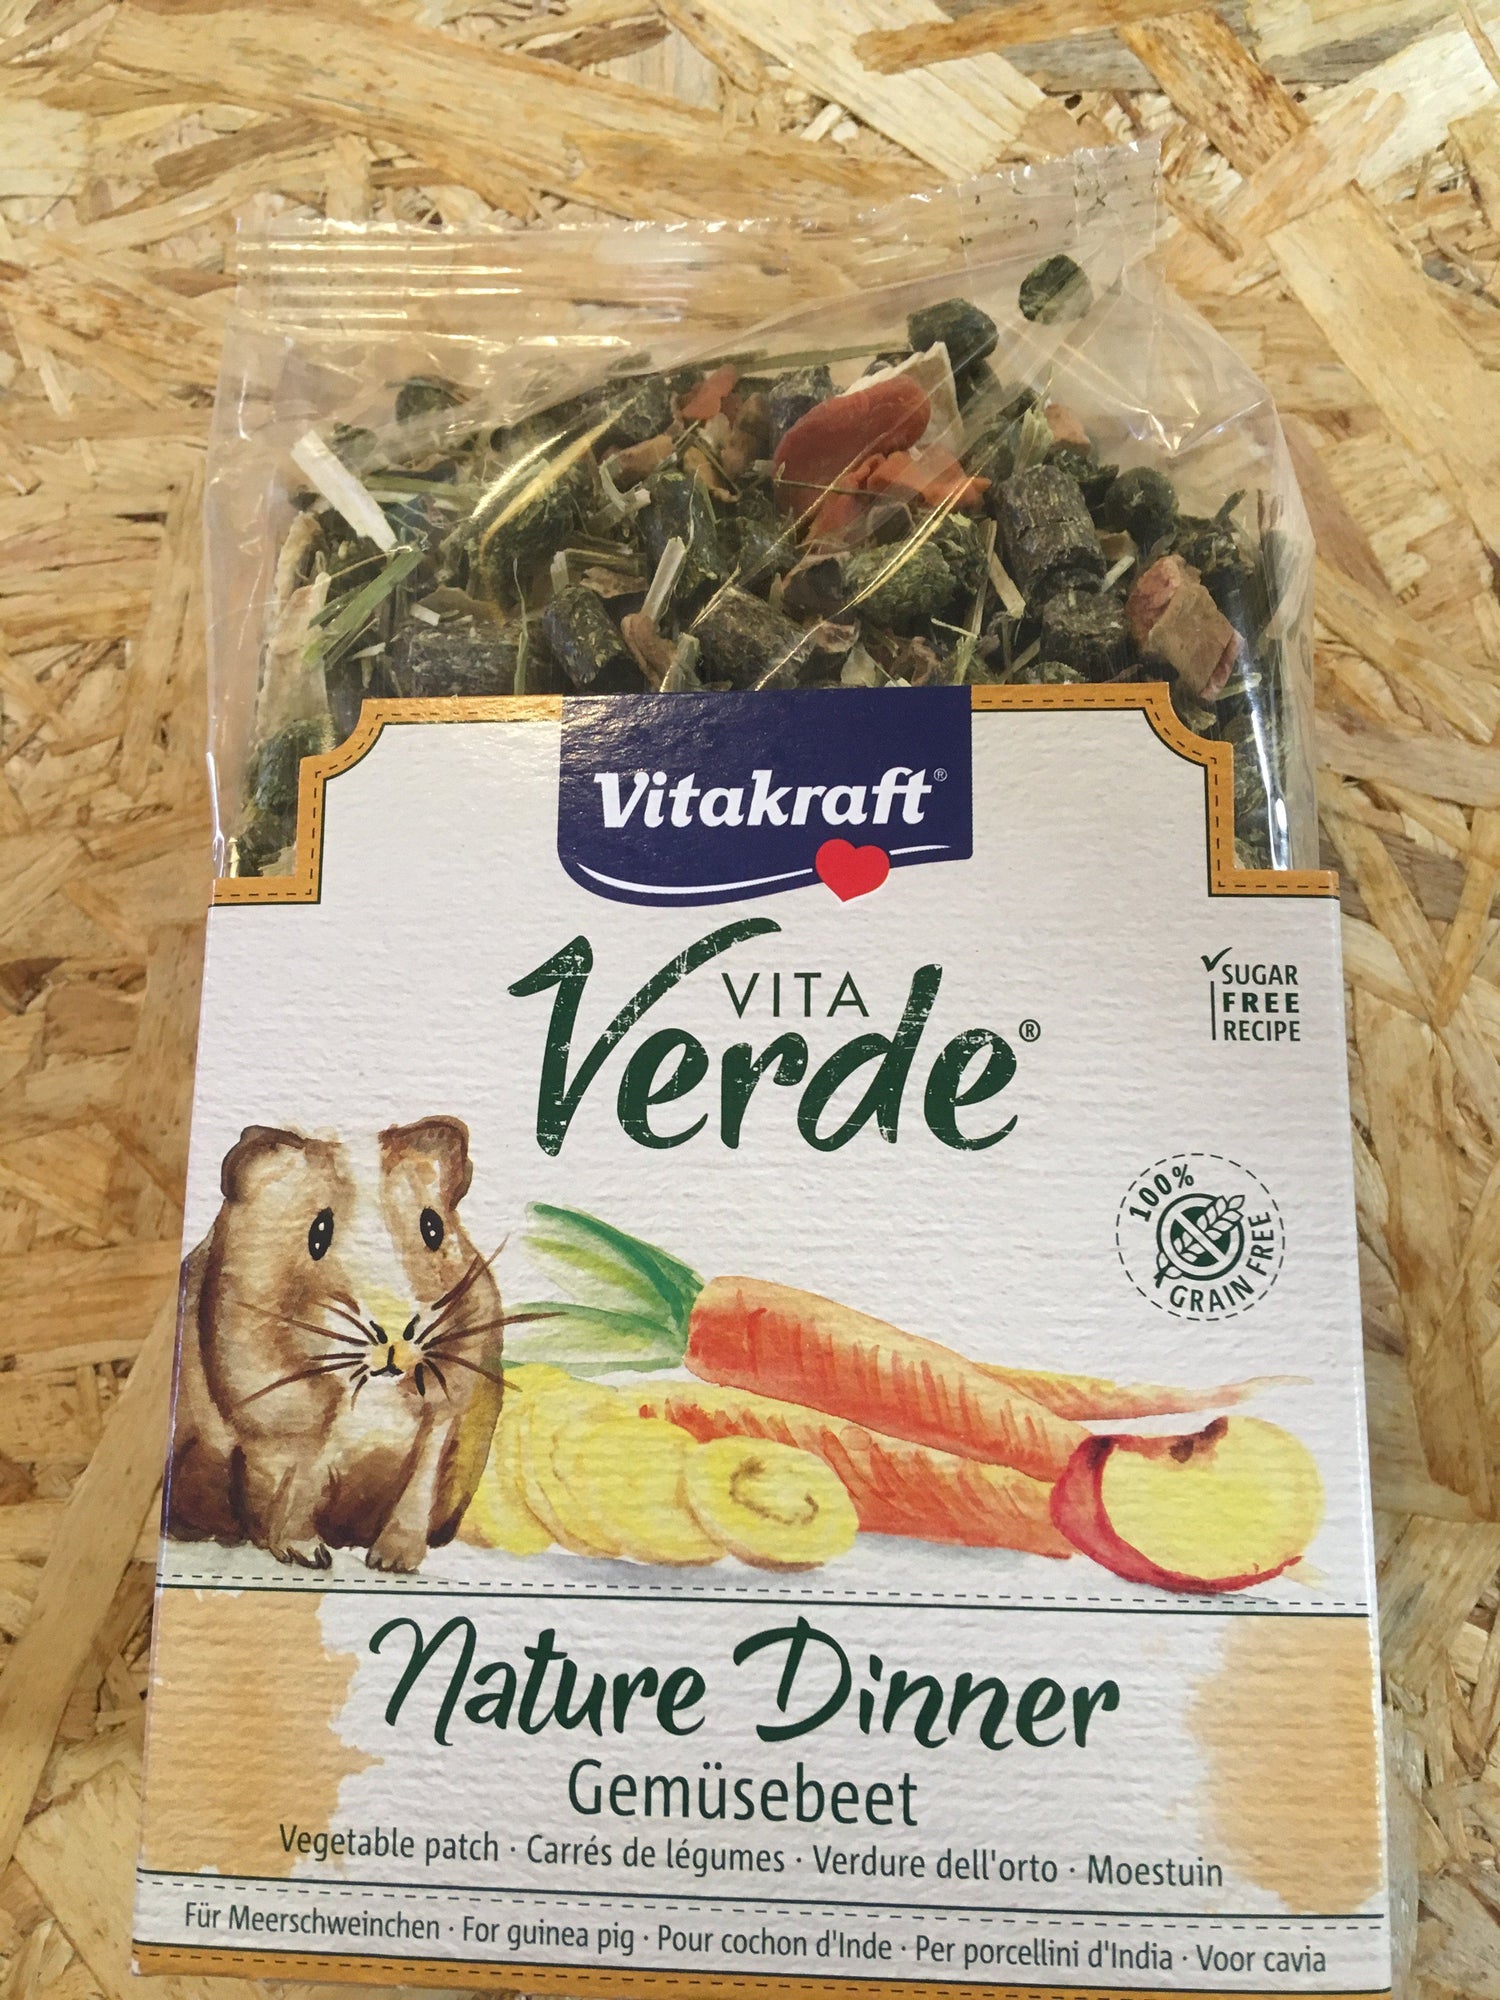 Vitakraft®
VITA
Verde®
SUGAR
FREE
RECIPE
100%
GRAIN FREE
Nature Dinner
Gemüsebeet
Vegetable patch · Carrés de légumes · Verdure dell'orto · Moestuin
Für Meerschweinchen · For guinea pig · Pour cochon d'Inde · Per porcellini d'India · Voor cavia